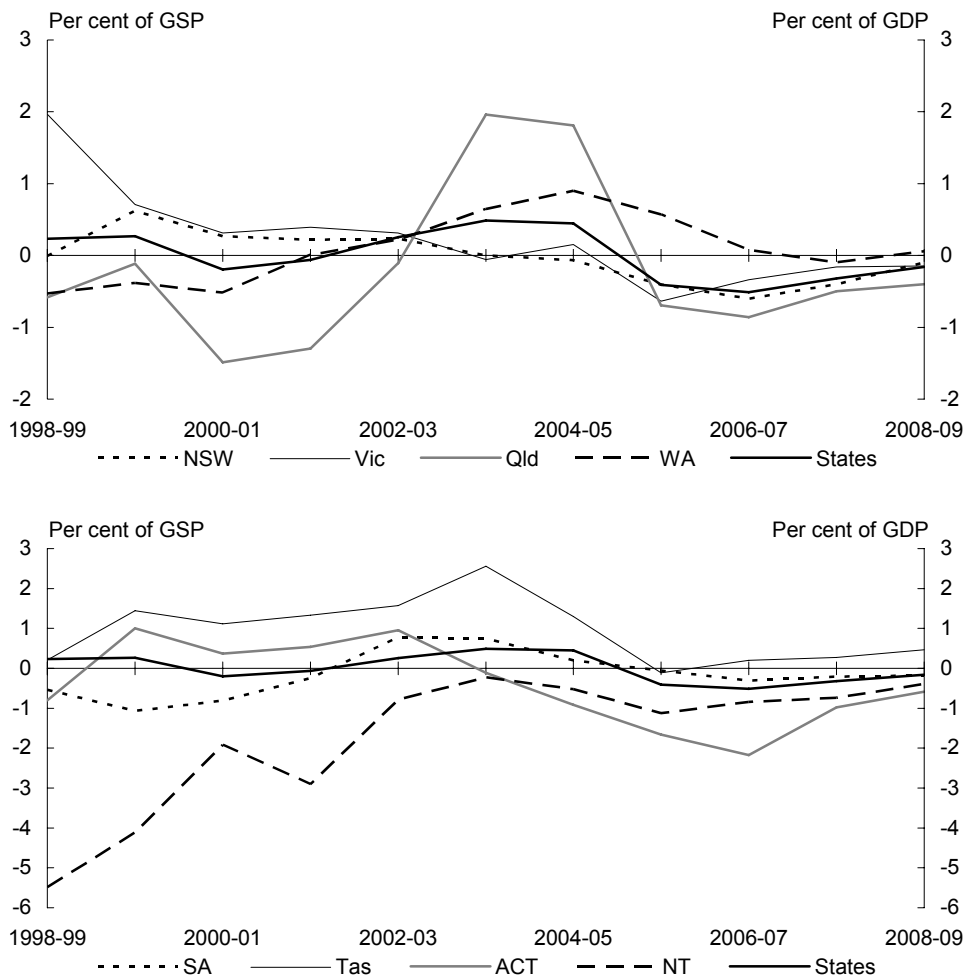 Per cent of GSP Per cent of GDP
3 3
2 2
1 1
0 0
-1 -1
-2 -2
1998-99 2000-01 2002-03 2004-05 2006-07 2008-09
NSW Vic Qld WA States
Per cent of GSP Per cent of GDP
3 3
2 2
1 1
0 0
-1 -1
-2 -2
-3 -3
-4 -4
-5 -5
-6 -6
1998-99 2000-01 2002-03 2004-05 2006-07 2008-09
SA Tas ACT NT States